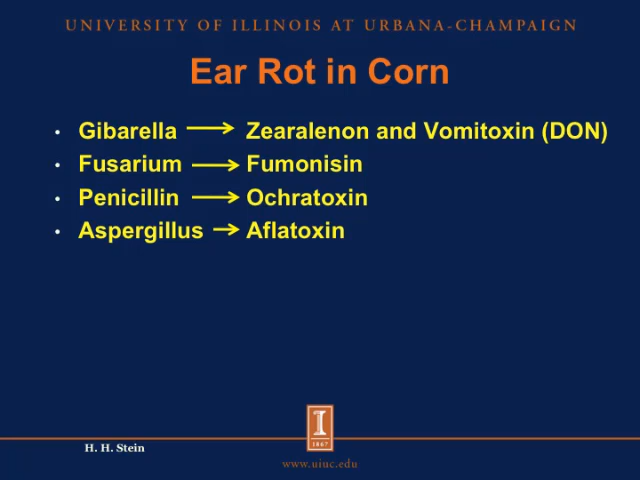 UNIVERSITY OF ILLINOIS AT URBANA-CHAMPAIGN
Ear Rot in Corn
• Gibarella → Zearalenon and Vomitoxin (DON)
• Fusarium → Fumonisin
• Penicillin → Ochratoxin
• Aspergillus → Aflatoxin
I
1867
H. H. Stein
www.uiuc.edu